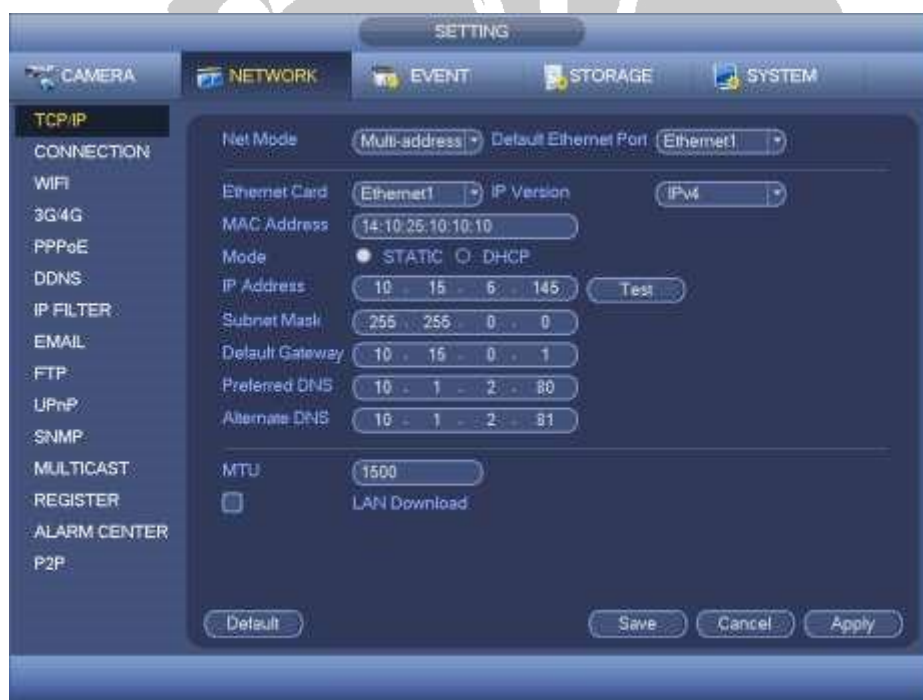 SETTING
CAMERA NETWORK EVENT STORAGE SYSTEM
TCP/IP
CONNECTION
WIFI
3G/4G
PPPoE
DDNS
IP FILTER
EMAIL
FTP
UPnP
SNMP
MULTICAST
REGISTER
ALARM CENTER
P2P
Net Mode Multi-address Default Ethernet Port Ethernet1
Ethernet Card Ethernet1 IP Version IPv4
MAC Address 14:10:25:10:10:10
Mode STATIC DHCP
IP Address 10 . 15 . 6 . 145 Test
Subnet Mask 255 . 255 . 0 . 0
Default Gateway 10 . 15 . 0 . 1
Preferred DNS 10 . 1 . 2 . 80
Alternate DNS 10 . 1 . 2 . 81
MTU 1500
LAN Download
Default Save Cancel Apply